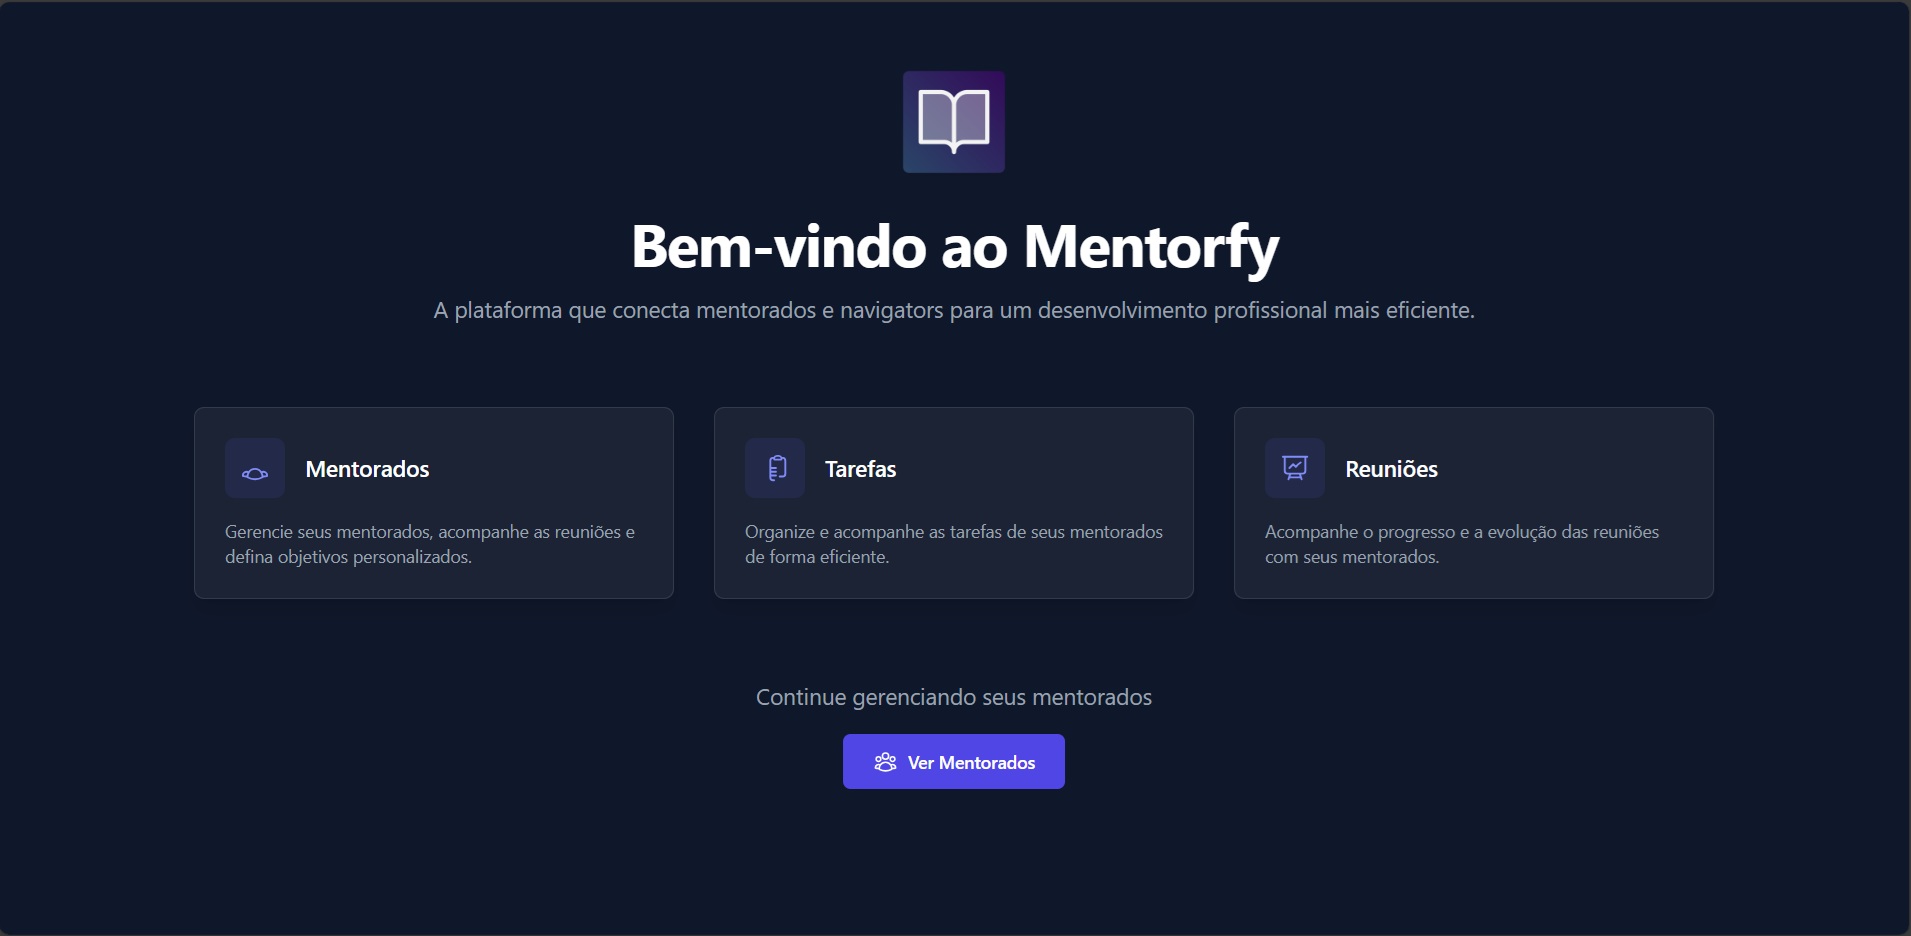 Bem-vindo ao Mentorfy
A plataforma que conecta mentorados e navigators para um desenvolvimento profissional mais eficiente.
Mentorados
Gerencie seus mentorados, acompanhe as reuniões e
defina objetivos personalizados.
Tarefas
Organize e acompanhe as tarefas de seus mentorados
de forma eficiente.
Reuniões
Acompanhe o progresso e a evolução das reuniões
com seus mentorados.
Continue gerenciando seus mentorados
Ver Mentorados